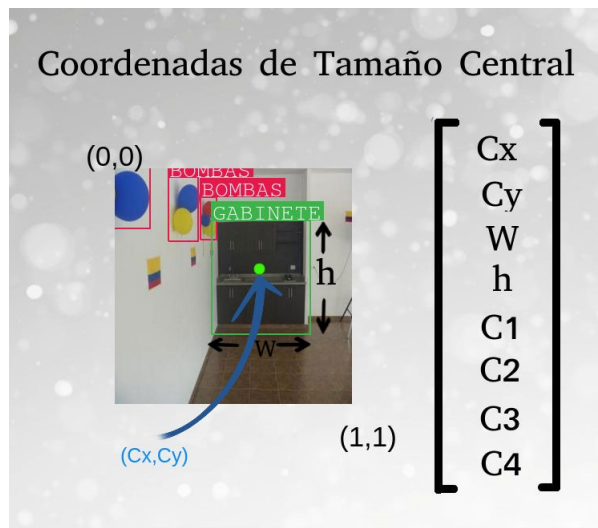 Coordenadas de Tamaño Central
(0,0)
BOMBAS
BOMBAS
GABINETE
h
W
(Cx,Cy)
(1,1)
Cx
Cy
W
h
C1
C2
C3
C4